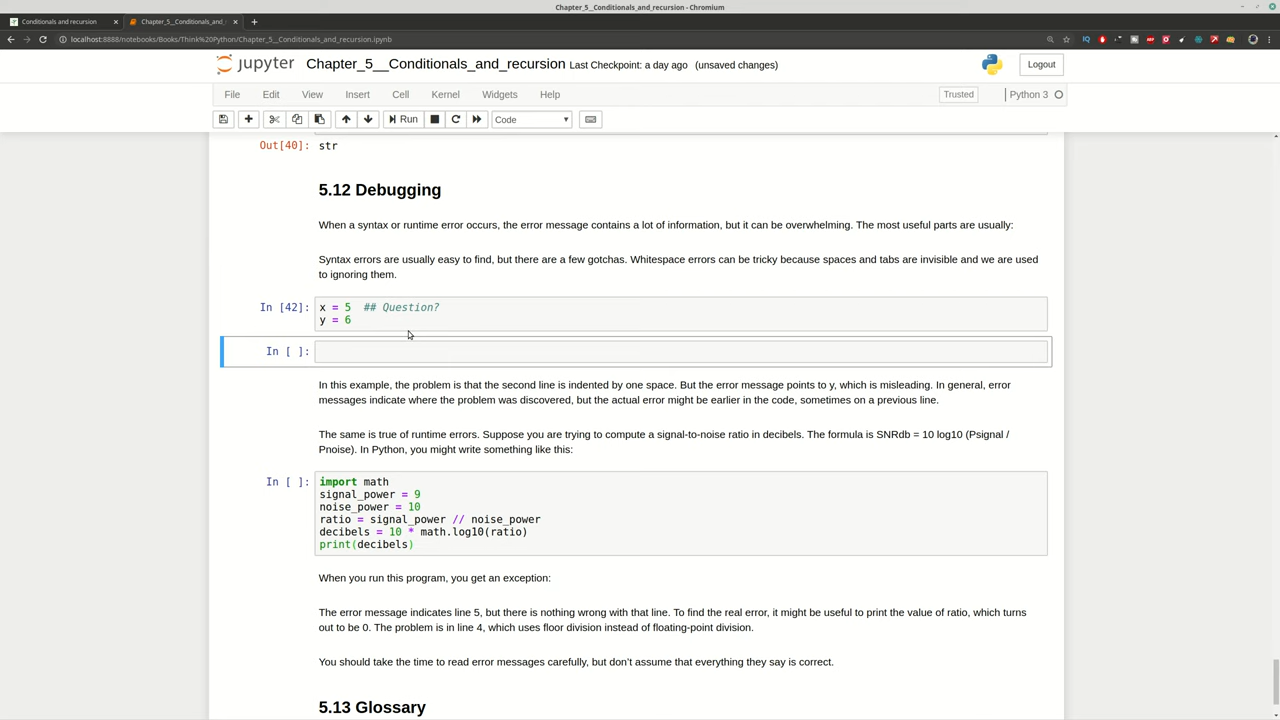 Chapter_5__Conditionals_and_recursion - Chromium
Conditionals and recursion
Chapter_5__Conditionals_and_
localhost:8888/notebooks/Books/Think%20Python/Chapter_5__Conditionals_and_recursion.ipynb
jupyter Chapter_5__Conditionals_and_recursion Last Checkpoint: a day ago (unsaved changes)
Logout
File Edit View Insert Cell Kernel Widgets Help
Trusted
Python 3
Run
Code
Out[40]: str
5.12 Debugging
When a syntax or runtime error occurs, the error message contains a lot of information, but it can be overwhelming. The most useful parts are usually:
Syntax errors are usually easy to find, but there are a few gotchas. Whitespace errors can be tricky because spaces and tabs are invisible and we are used
to ignoring them.
In [42]: x = 5  ## Question?
y = 6
In [ ]:
In this example, the problem is that the second line is indented by one space. But the error message points to y, which is misleading. In general, error
messages indicate where the problem was discovered, but the actual error might be earlier in the code, sometimes on a previous line.
The same is true of runtime errors. Suppose you are trying to compute a signal-to-noise ratio in decibels. The formula is SNRdb = 10 log10 (Psignal /
Pnoise). In Python, you might write something like this:
In [ ]: import math
signal_power = 9
noise_power = 10
ratio = signal_power // noise_power
decibels = 10 * math.log10(ratio)
print(decibels)
When you run this program, you get an exception:
The error message indicates line 5, but there is nothing wrong with that line. To find the real error, it might be useful to print the value of ratio, which turns
out to be 0. The problem is in line 4, which uses floor division instead of floating-point division.
You should take the time to read error messages carefully, but don't assume that everything they say is correct.
5.13 Glossary